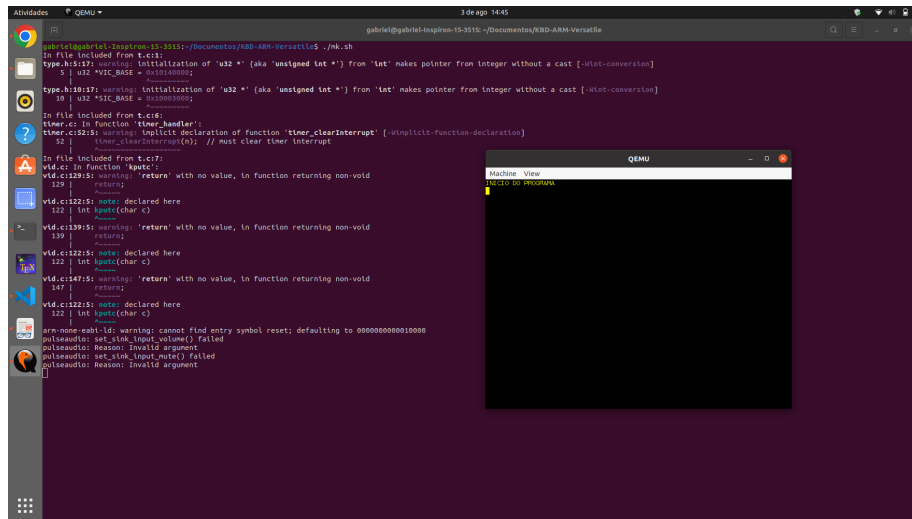 Atividades
QEMU ▾
3 de ago 14:45
gabriel@gabriel-Inspiron-15-3515: ~/Documentos/KBD-ARM-Versatile
gabriel@gabriel-Inspiron-15-3515:~/Documentos/KBD-ARM-Versatile$ ./mk.sh
In file included from t.c:1:
type.h:5:17: warning: initialization of 'u32 *' {aka 'unsigned int *'} from 'int' makes pointer from integer without a cast [-Wint-conversion]
5 | u32 *VIC_BASE = 0x10140000;
| ^~~~~~~~~~
type.h:10:17: warning: initialization of 'u32 *' {aka 'unsigned int *'} from 'int' makes pointer from integer without a cast [-Wint-conversion]
10 | u32 *SIC_BASE = 0x10003000;
| ^~~~~~~~~~
In file included from t.c:6:
timer.c: In function 'timer_handler':
timer.c:52:5: warning: implicit declaration of function 'timer_clearInterrupt' [-Wimplicit-function-declaration]
52 | timer_clearInterrupt(n); // must clear timer interrupt
| ^~~~~~~~~~~~~~~~~~~~
In file included from t.c:7:
vid.c: In function 'kputc':
vid.c:129:5: warning: 'return' with no value, in function returning non-void
129 | return;
| ^~~~~~
vid.c:122:5: note: declared here
122 | int kputc(char c)
| ^~~~~
vid.c:139:5: warning: 'return' with no value, in function returning non-void
139 | return;
| ^~~~~~
vid.c:122:5: note: declared here
122 | int kputc(char c)
| ^~~~~
vid.c:147:5: warning: 'return' with no value, in function returning non-void
147 | return;
| ^~~~~~
vid.c:122:5: note: declared here
122 | int kputc(char c)
| ^~~~~
arm-none-eabi-ld: warning: cannot find entry symbol reset; defaulting to 0000000000010000
pulseaudio: set_sink_input_volume() failed
pulseaudio: Reason: Invalid argument
pulseaudio: set_sink_input_mute() failed
pulseaudio: Reason: Invalid argument
QEMU
Machine View
INICIO DO PROGRAMA